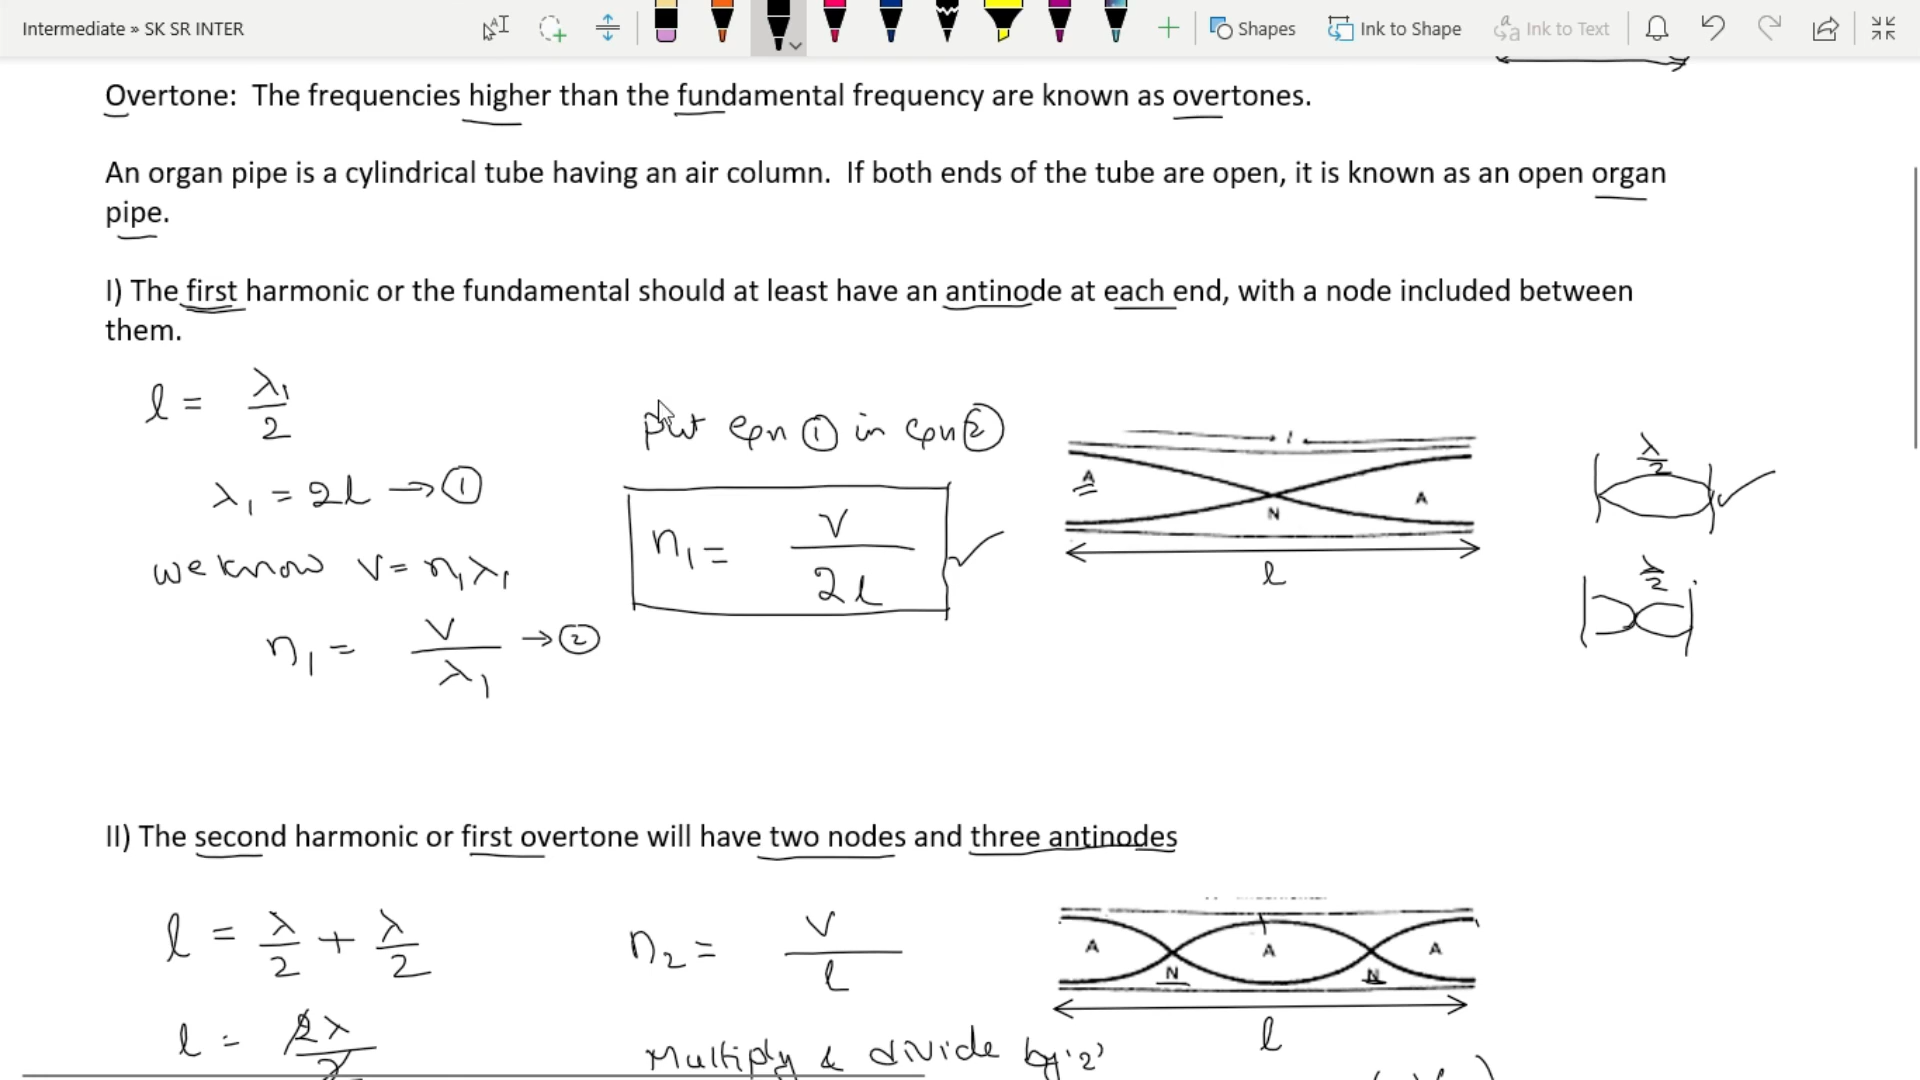 Intermediate » SK SR INTER
Shapes
Ink to Shape
Ink to Text
Overtone: The frequencies higher than the fundamental frequency are known as overtones.
An organ pipe is a cylindrical tube having an air column. If both ends of the tube are open, it is known as an open organ
pipe.
I) The first harmonic or the fundamental should at least have an antinode at each end, with a node included between
them.
l = λ₁/2
λ₁ = 2l → ①
we know v = n₁λ₁
n₁ = v/λ₁ → ②
put eqn ① in eqn ②
n₁ = v/2l
l
A
A
N
l
λ/2
λ/2
II) The second harmonic or first overtone will have two nodes and three antinodes
l = λ/2 + λ/2
l = 2λ/2
n₂ = v/l
Multiply & divide by '2'
A
A
A
N
N
l